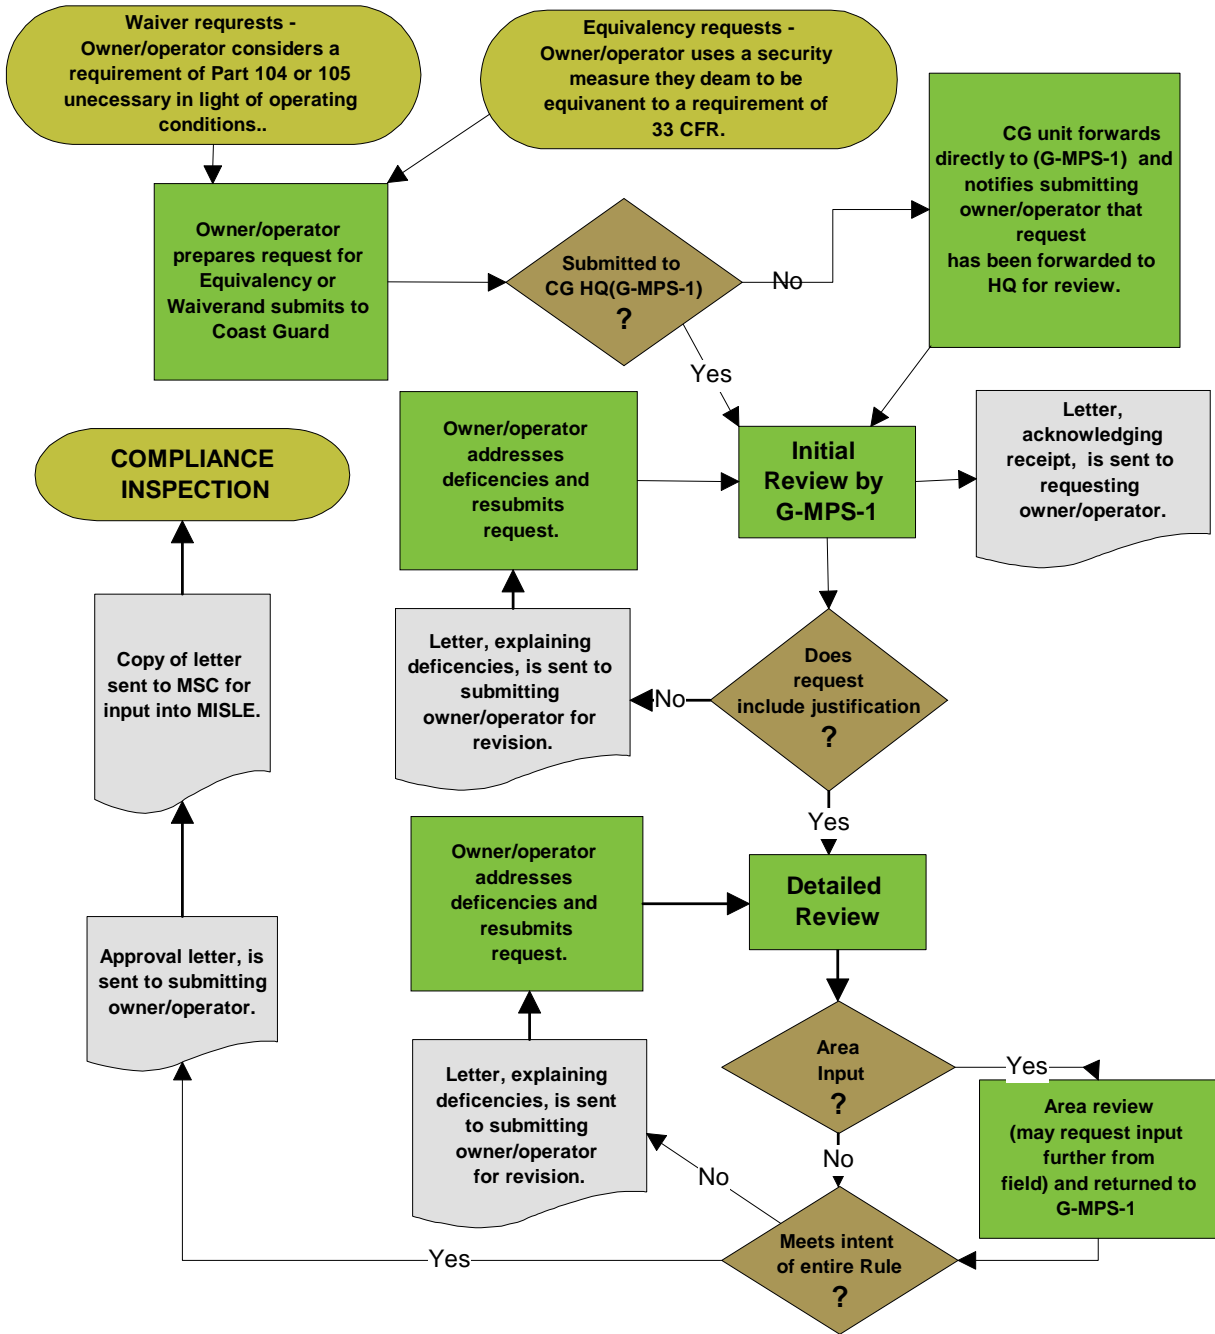 Waiver requrests -
Owner/operator considers a
requirement of Part 104 or 105
unecessary in light of operating
conditions..
Equivalency requests -
Owner/operator uses a security
measure they deam to be
equivanent to a requirement of
33 CFR.
CG unit forwards
directly to (G-MPS-1) and
notifies submitting
owner/operator that
request
has been forwarded to
HQ for review.
Owner/operator
prepares request for
Equivalency or
Waiverand submits to
Coast Guard
Submitted to
CG HQ(G-MPS-1)
?
No
Yes
Owner/operator
addresses
deficencies and
resubmits
request.
Initial
Review by
G-MPS-1
Letter,
acknowledging
receipt, is sent to
requesting
owner/operator.
COMPLIANCE
INSPECTION
Copy of letter
sent to MSC for
input into MISLE.
Letter, explaining
deficencies, is sent to
submitting
owner/operator for
revision.
No
Does
request
include justification
?
Yes
Owner/operator
addresses
deficencies and
resubmits
request.
Detailed
Review
Approval letter, is
sent to submitting
owner/operator.
Letter, explaining
deficencies, is sent
to submitting
owner/operator
for revision.
Area
Input
?
Yes
No
No
Area review
(may request input
further from
field) and returned to
G-MPS-1
Meets intent
of entire Rule
?
Yes